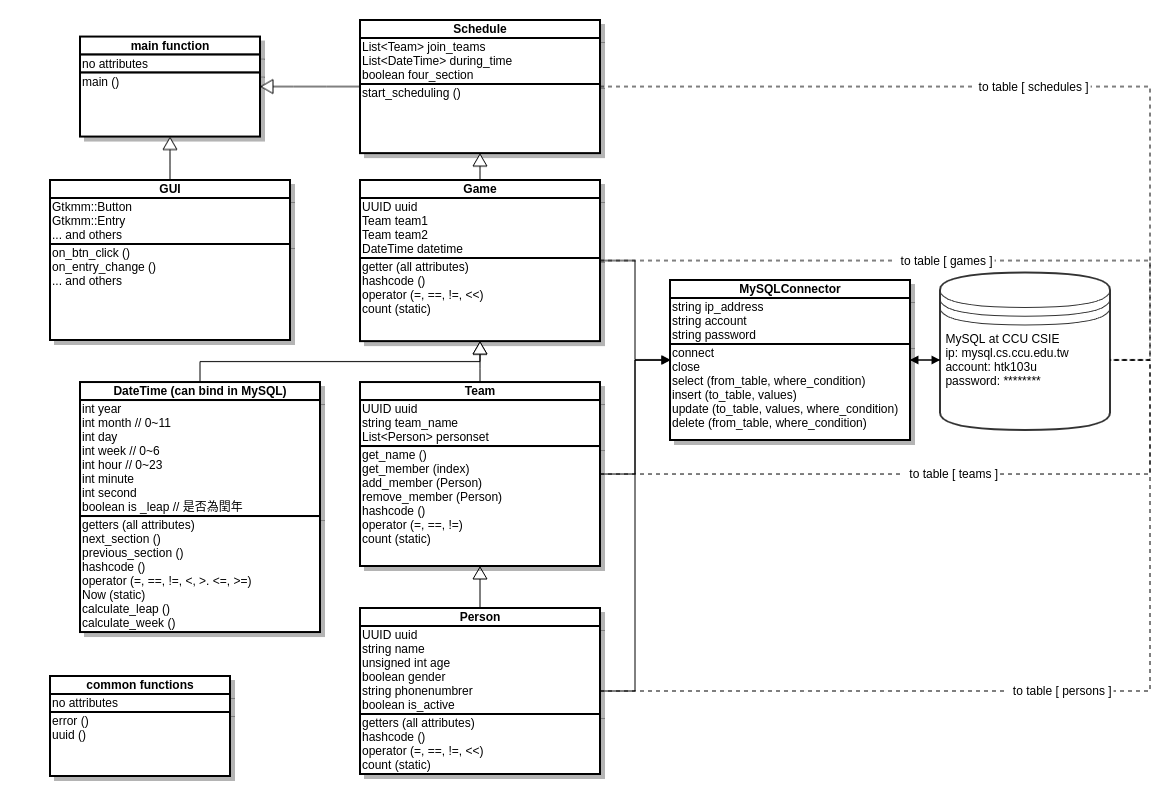 main function
no attributes
main ()
Schedule
List<Team> join_teams
List<DateTime> during_time
boolean four_section
start_scheduling ()
to table [ schedules ]
GUI
Gtkmm::Button
Gtkmm::Entry
... and others
on_btn_click ()
on_entry_change ()
... and others
Game
UUID uuid
Team team1
Team team2
DateTime datetime
getter (all attributes)
hashcode ()
operator (=, ==, !=, <<)
count (static)
to table [ games ]
MySQLConnector
string ip_address
string account
string password
connect
close
select (from_table, where_condition)
insert (to_table, values)
update (to_table, values, where_condition)
delete (from_table, where_condition)
MySQL at CCU CSIE
ip: mysql.cs.ccu.edu.tw
account: htk103u
password: ********
DateTime (can bind in MySQL)
int year
int month // 0~11
int day
int week // 0~6
int hour // 0~23
int minute
int second
boolean is _leap // 是否為閏年
getters (all attributes)
next_section ()
previous_section ()
hashcode ()
operator (=, ==, !=, <, >. <=, >=)
Now (static)
calculate_leap ()
calculate_week ()
Team
UUID uuid
string team_name
List<Person> personset
get_name ()
get_member (index)
add_member (Person)
remove_member (Person)
hashcode ()
operator (=, ==, !=)
count (static)
to table [ teams ]
Person
UUID uuid
string name
unsigned int age
boolean gender
string phonenumbrer
boolean is_active
getters (all attributes)
hashcode ()
operator (=, ==, !=, <<)
count (static)
to table [ persons ]
common functions
no attributes
error ()
uuid ()